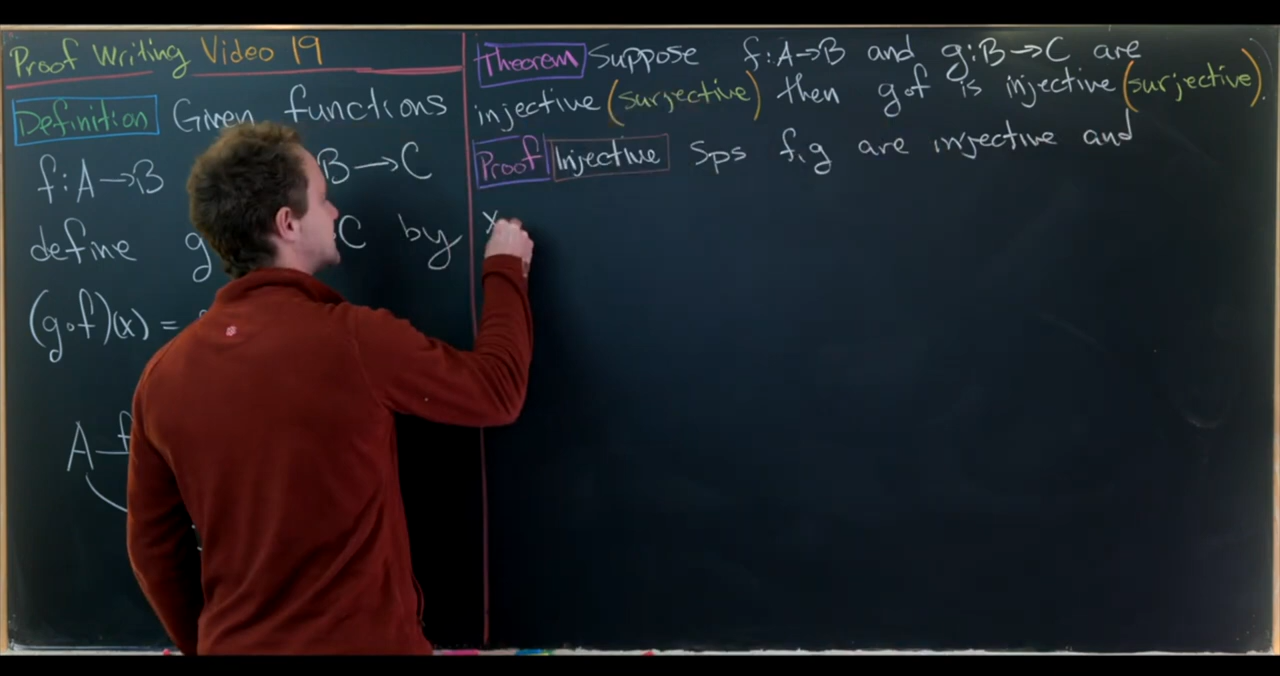 Proof Writing Video 19
Definition Given functions
f:A→B B→C
define g C by
(g∘f)(x) =
A f
Theorem Suppose f:A→B and g:B→C are
injective (surjective) then g∘f is injective (surjective).
Proof Injective Sps f,g are injective and
x